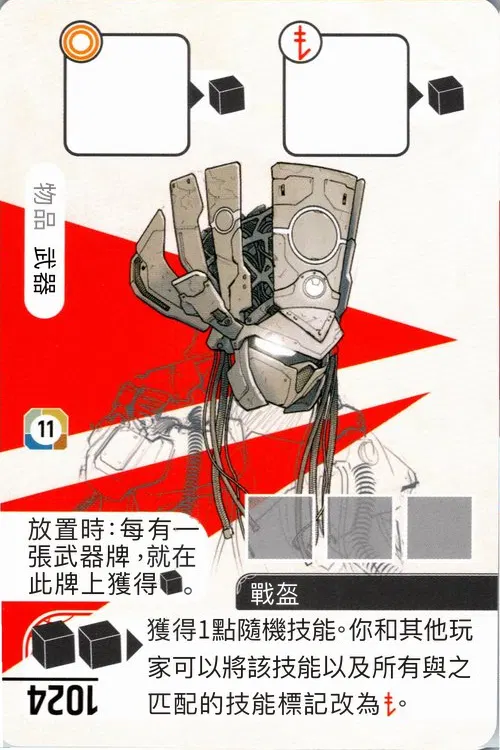 物品 武器
11
放置時：每有一
張武器牌，就在
此牌上獲得。
戰盔
獲得1點隨機技能。你和其他玩
家可以將該技能以及所有與之
匹配的技能標記改為。
1024